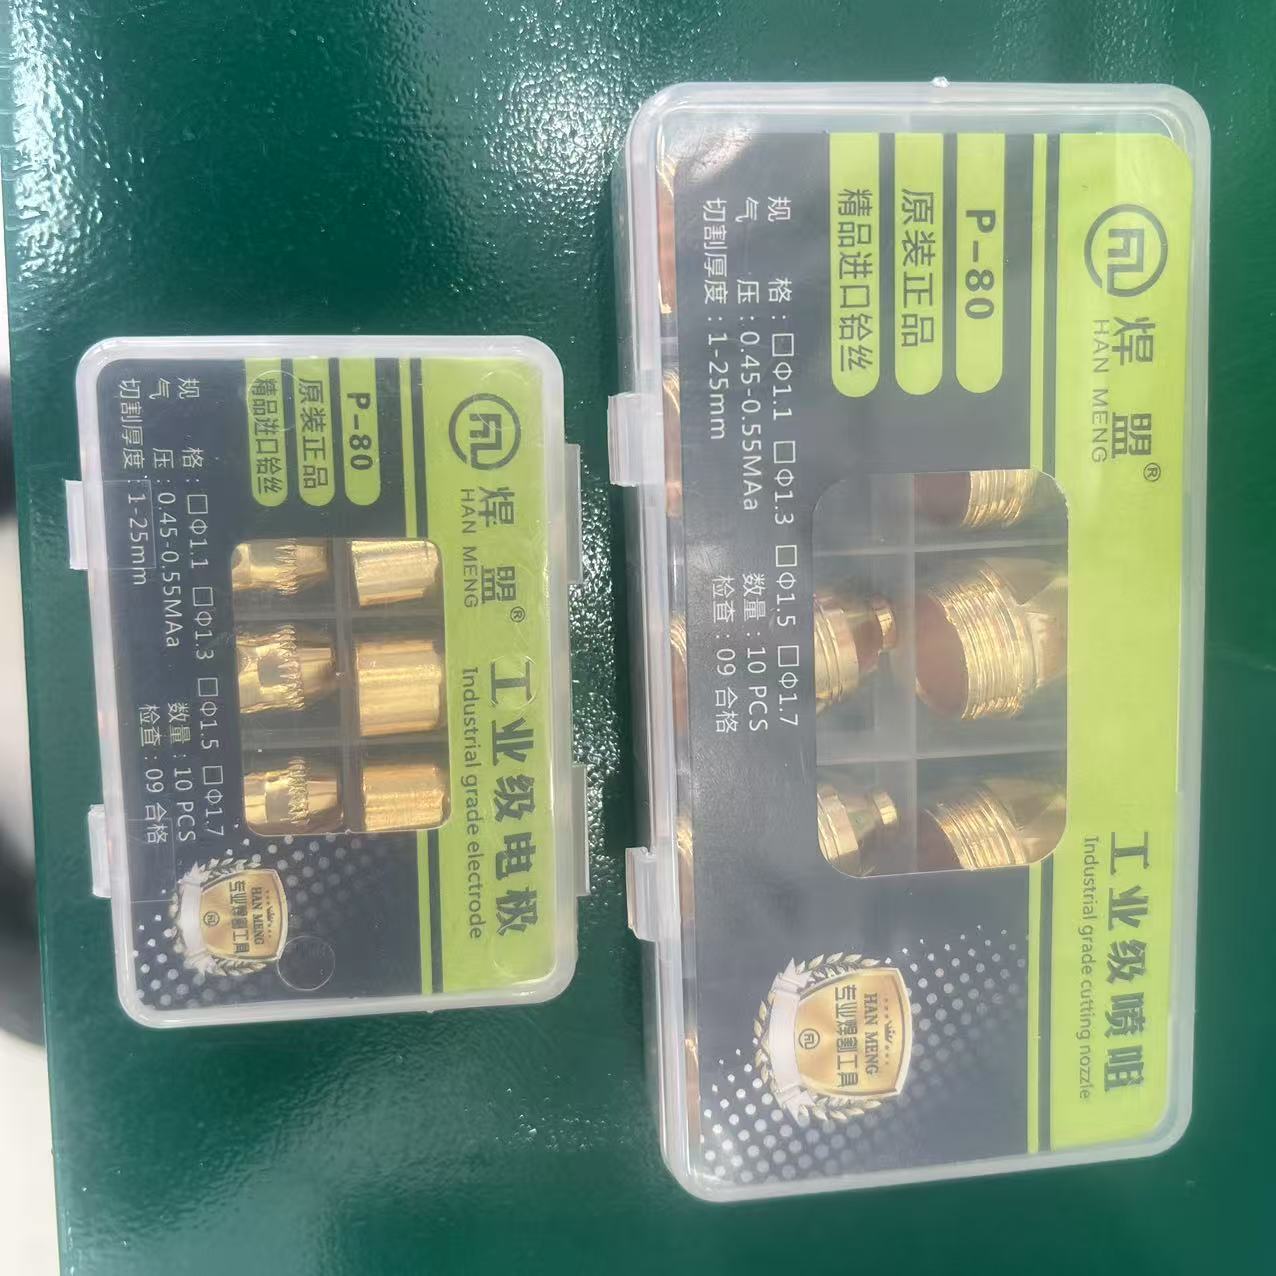 焊盟®
HAN MENG
工业级电极
Industrial grade electrode
P-80
原装正品
精品进口铪丝
规 格：□Φ1.1 □Φ1.3 □Φ1.5 □Φ1.7
气 压：0.45-0.55MAa 数量：10 PCS
切割厚度：1-25mm 检查：09 合格
HAN MENG
专业焊割工具
焊盟®
HAN MENG
工业级喷咀
Industrial grade cutting nozzle
P-80
原装正品
精品进口铪丝
规 格：□Φ1.1 □Φ1.3 □Φ1.5 □Φ1.7
气 压：0.45-0.55MAa 数量：10 PCS
切割厚度：1-25mm 检查：09 合格
HAN MENG
专业焊割工具